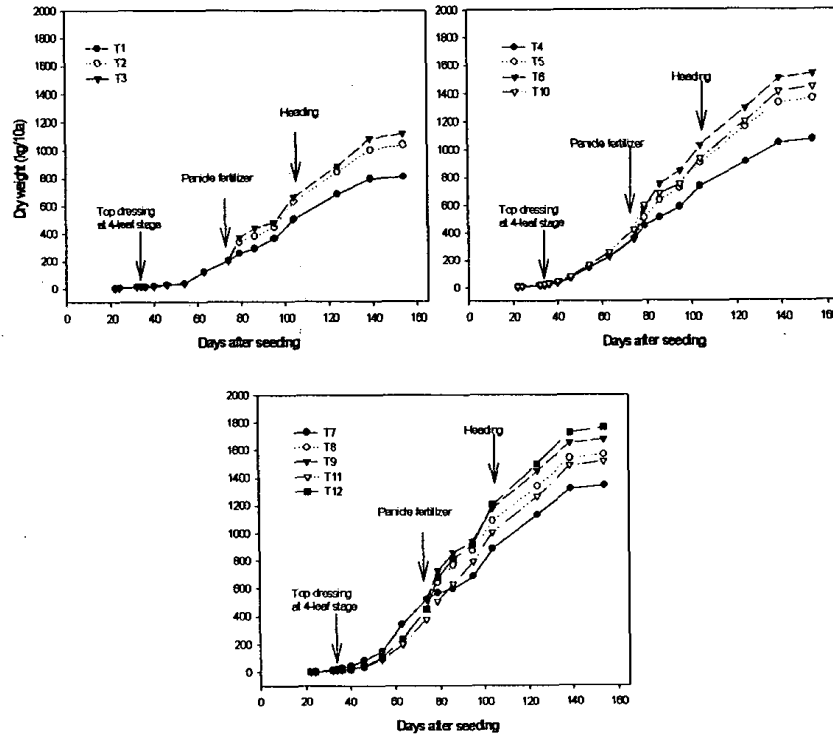 2000
1800
1600
1400
1200
1000
800
600
400
200
0
Dry weight (kg/10a)
T1
T2
T3
Top dressing
at 4-leaf stage
Panicle fertilizer
Heading
0 20 40 60 80 100 120 140 160
Days after seeding
2000
1800
1600
1400
1200
1000
800
600
400
200
0
T4
T5
T6
T10
Top dressing
at 4-leaf stage
Panicle fertilizer
Heading
0 20 40 60 80 100 120 140 160
Days after seeding
2000
1800
1600
1400
1200
1000
800
600
400
200
0
T7
T8
T9
T11
T12
Top dressing
at 4-leaf stage
Panicle fertilizer
Heading
0 20 40 60 80 100 120 140 160
Days after seeding